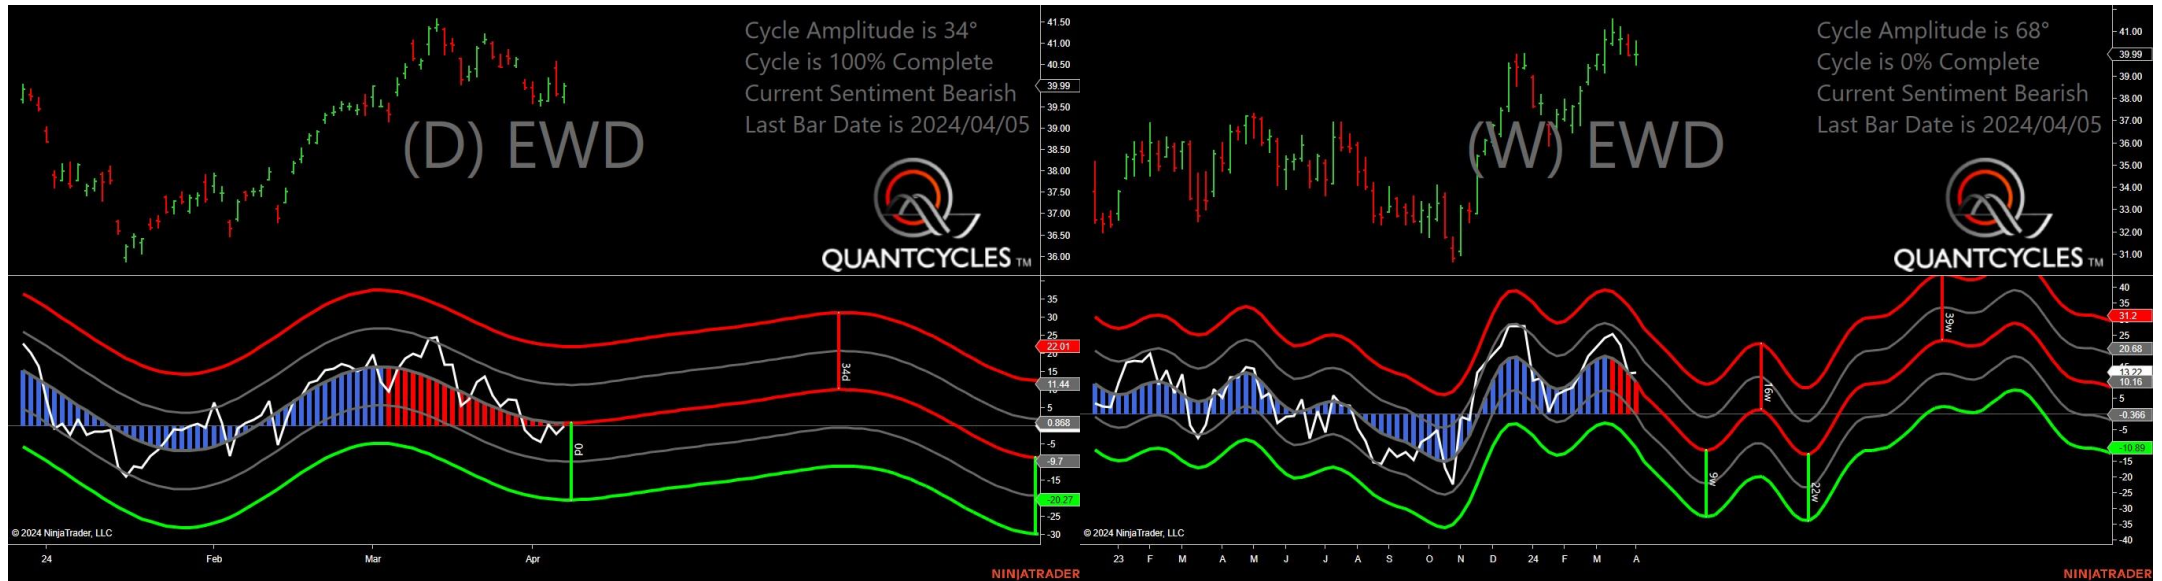 Cycle Amplitude is 34°
Cycle is 100% Complete
Current Sentiment Bearish
Last Bar Date is 2024/04/05
(D) EWD
QUANTCYCLES TM
41.50
41.00
40.50
39.99
39.50
39.00
38.50
38.00
37.50
37.00
36.50
36.00
35
30
25
22.01
20
15
11.44
5
0.868
-5
-9.7
-15
-20.27
-25
-30
34d
0d
© 2024 NinjaTrader, LLC
24 Feb Mar Apr
NINJATRADER
Cycle Amplitude is 68°
Cycle is 0% Complete
Current Sentiment Bearish
Last Bar Date is 2024/04/05
(W) EWD
QUANTCYCLES TM
41.00
39.99
39.00
38.00
37.00
36.00
35.00
34.00
33.00
32.00
31.00
40
35
31.2
25
20.68
13.22
10.16
5
-0.366
-5
-10.89
-15
-20
-25
-30
-35
-40
39w
16w
9w
22w
© 2024 NinjaTrader, LLC
23 F M A M J J A S O N D 24 F M A
NINJATRADER